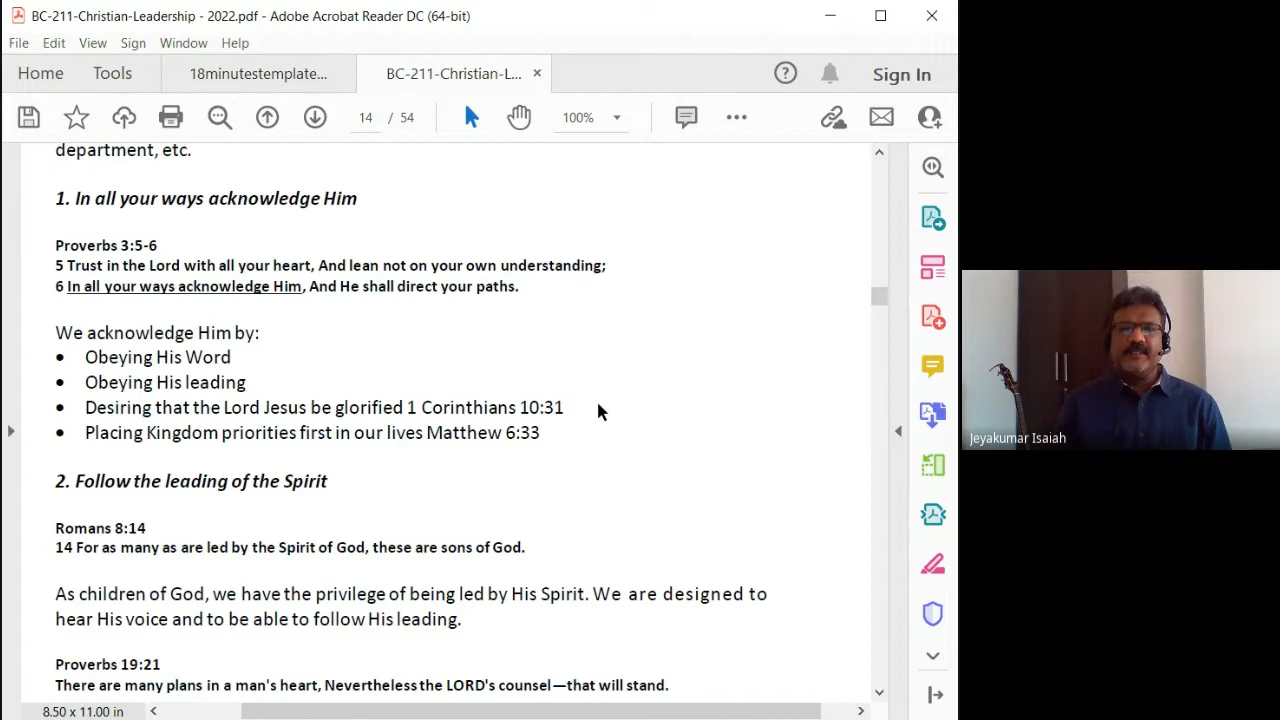 BC-211-Christian-Leadership - 2022.pdf - Adobe Acrobat Reader DC (64-bit)
File Edit View Sign Window Help
Home Tools 18minutestemplate... BC-211-Christian-L... Sign In
14 / 54 100%
department, etc.
1. In all your ways acknowledge Him
Proverbs 3:5-6
5 Trust in the Lord with all your heart, And lean not on your own understanding;
6 In all your ways acknowledge Him, And He shall direct your paths.
We acknowledge Him by:
• Obeying His Word
• Obeying His leading
• Desiring that the Lord Jesus be glorified 1 Corinthians 10:31
• Placing Kingdom priorities first in our lives Matthew 6:33
2. Follow the leading of the Spirit
Romans 8:14
14 For as many as are led by the Spirit of God, these are sons of God.
As children of God, we have the privilege of being led by His Spirit. We are designed to
hear His voice and to be able to follow His leading.
Proverbs 19:21
There are many plans in a man's heart, Nevertheless the LORD's counsel—that will stand.
8.50 x 11.00 in
Jeyakumar Isaiah